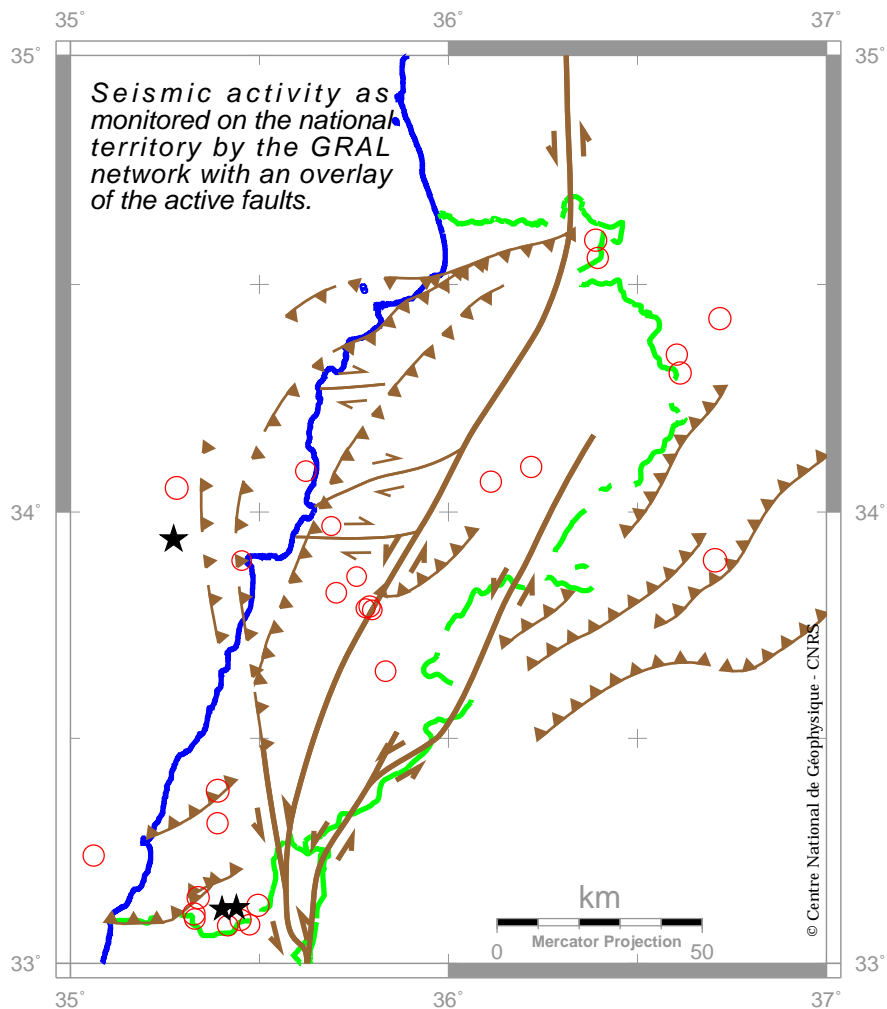 35° 36° 37°
35° 35°
Seismic activity as
monitored on the national
territory by the GRAL
network with an overlay
of the active faults.
34° 34°
© Centre National de Géophysique - CNRS
km
Mercator Projection
0 50
33° 33°
35° 36° 37°